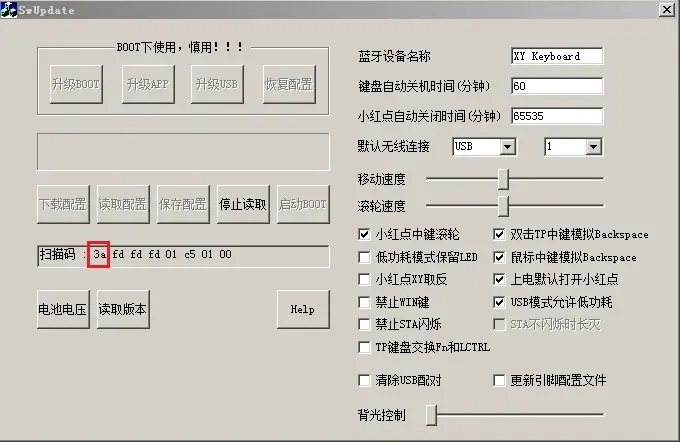 SwUpdate
BOOT下使用，慎用！！！
升级BOOT 升级APP 升级USB 恢复配置
下载配置 读取配置 保存配置 停止读取 启动BOOT
扫描码 : 3a fd fd fd 01 c5 01 00
电池电压 读取版本 Help
蓝牙设备名称 XY Keyboard
键盘自动关机时间(分钟) 60
小红点自动关闭时间(分钟) 65535
默认无线连接 USB 1
移动速度
滚轮速度
小红点中键滚轮 双击TP中键模拟Backspace
低功耗模式保留LED 鼠标中键模拟Backspace
小红点XY取反 上电默认打开小红点
禁止WIN键 USB模式允许低功耗
禁止STA闪烁 STA不闪烁时长灭
TP键盘交换Fn和LCTRL
清除USB配对 更新引脚配置文件
背光控制